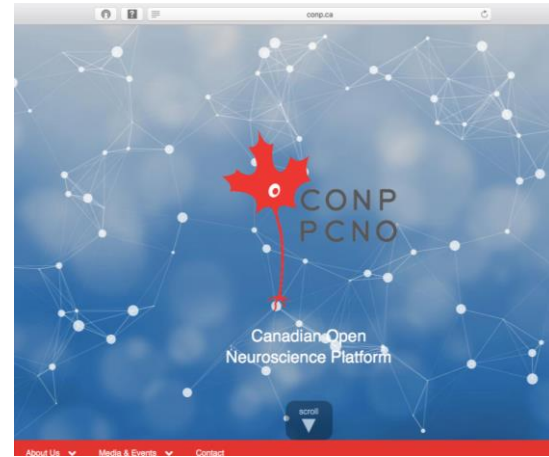 conp.ca
CONP
PCNO
Canadian Open
Neuroscience Platform
scroll
About Us Media & Events Contact